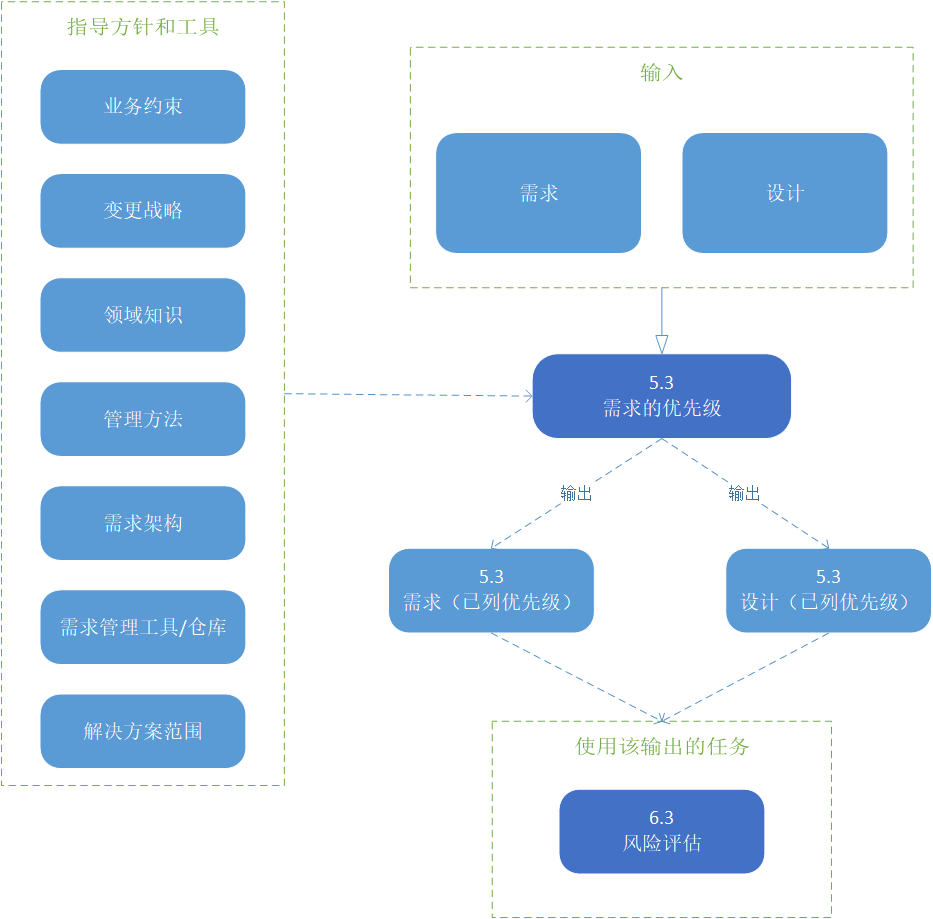 指导方针和工具
业务约束
变更战略
领域知识
管理方法
需求架构
需求管理工具/仓库
解决方案范围
输入
需求
设计
5.3
需求的优先级
输出
输出
5.3
需求（已列优先级）
5.3
设计（已列优先级）
使用该输出的任务
6.3
风险评估